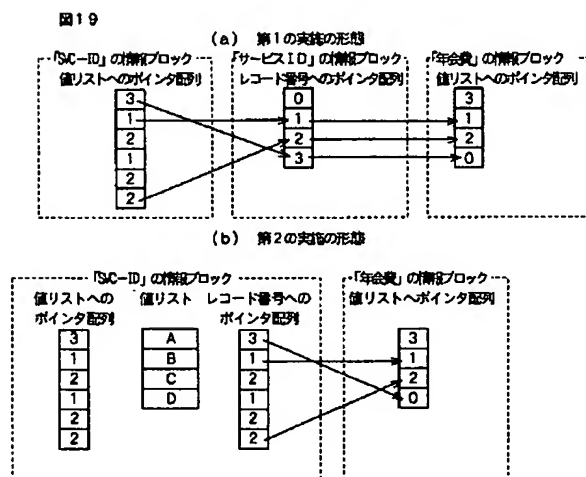 図19
(a) 第1の実施の形態
「SVC-ID」の情報ブロック
「サービスID」の情報ブロック
「年会費」の情報ブロック
値リストへのポインタ配列
レコード番号へのポインタ配列
値リストへのポインタ配列
3 0 3
1 1 1
2 2 2
1 3 0
2
2
(b) 第2の実施の形態
「SVC-ID」の情報ブロック
「年会費」の情報ブロック
値リストへの 値リスト レコード番号への 値リストへポインタ配列
ポインタ配列 ポインタ配列
3 A 3 3
1 B 1 1
2 C 2 2
1 D 1 0
2 2
2 2